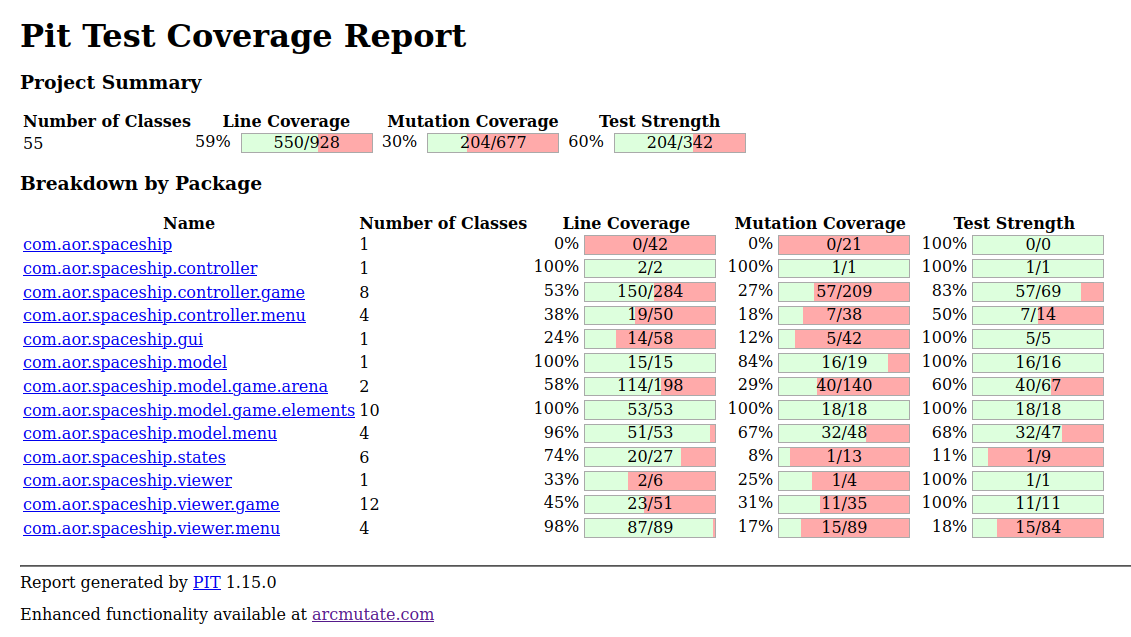 Pit Test Coverage Report
Project Summary
Number of Classes Line Coverage Mutation Coverage Test Strength
55 59% 550/928 30% 204/677 60% 204/342
Breakdown by Package
Name Number of Classes Line Coverage Mutation Coverage Test Strength
com.aor.spaceship 1 0% 0/42 0% 0/21 100% 0/0
com.aor.spaceship.controller 1 100% 2/2 100% 1/1 100% 1/1
com.aor.spaceship.controller.game 8 53% 150/284 27% 57/209 83% 57/69
com.aor.spaceship.controller.menu 4 38% 19/50 18% 7/38 50% 7/14
com.aor.spaceship.gui 1 24% 14/58 12% 5/42 100% 5/5
com.aor.spaceship.model 1 100% 15/15 84% 16/19 100% 16/16
com.aor.spaceship.model.game.arena 2 58% 114/198 29% 40/140 60% 40/67
com.aor.spaceship.model.game.elements 10 100% 53/53 100% 18/18 100% 18/18
com.aor.spaceship.model.menu 4 96% 51/53 67% 32/48 68% 32/47
com.aor.spaceship.states 6 74% 20/27 8% 1/13 11% 1/9
com.aor.spaceship.viewer 1 33% 2/6 25% 1/4 100% 1/1
com.aor.spaceship.viewer.game 12 45% 23/51 31% 11/35 100% 11/11
com.aor.spaceship.viewer.menu 4 98% 87/89 17% 15/89 18% 15/84
Report generated by PIT 1.15.0
Enhanced functionality available at arcmutate.com